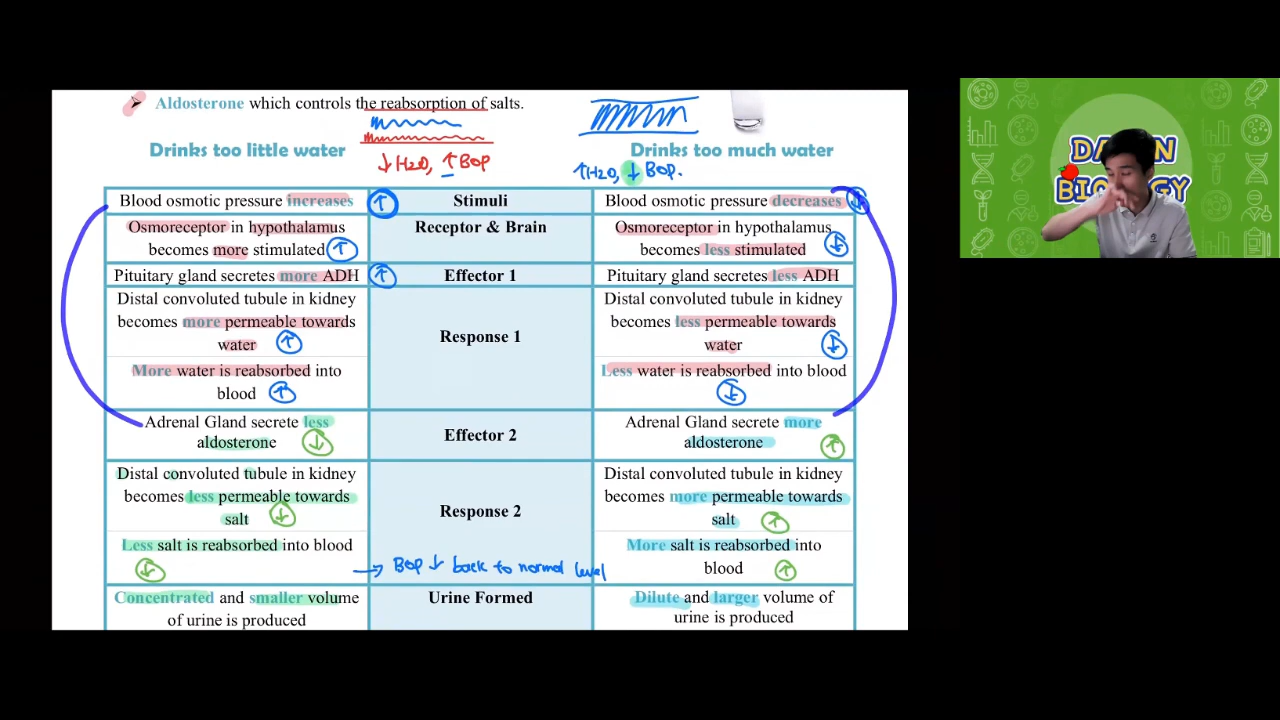 Aldosterone which controls the reabsorption of salts.
Drinks too little water
↓ H2O, ↑ BOP
Drinks too much water
↑ H2O, ↓ BOP.
Blood osmotic pressure increases ↑
Stimuli
Blood osmotic pressure decreases ↓
Osmoreceptor in hypothalamus
becomes more stimulated ↑
Receptor & Brain
Osmoreceptor in hypothalamus
becomes less stimulated ↓
Pituitary gland secretes more ADH ↑
Effector 1
Pituitary gland secretes less ADH
Distal convoluted tubule in kidney
becomes more permeable towards
water ↑
More water is reabsorbed into
blood ↑
Response 1
Distal convoluted tubule in kidney
becomes less permeable towards
water ↓
Less water is reabsorbed into blood
↓
Adrenal Gland secrete less
aldosterone ↓
Effector 2
Adrenal Gland secrete more
aldosterone ↑
Distal convoluted tubule in kidney
becomes less permeable towards
salt ↓
Less salt is reabsorbed into blood
↓
Response 2
→ BOP ↓ back to normal level
Distal convoluted tubule in kidney
becomes more permeable towards
salt ↑
More salt is reabsorbed into
blood ↑
Concentrated and smaller volume
of urine is produced
Urine Formed
Dilute and larger volume of
urine is produced
BIOLOGY